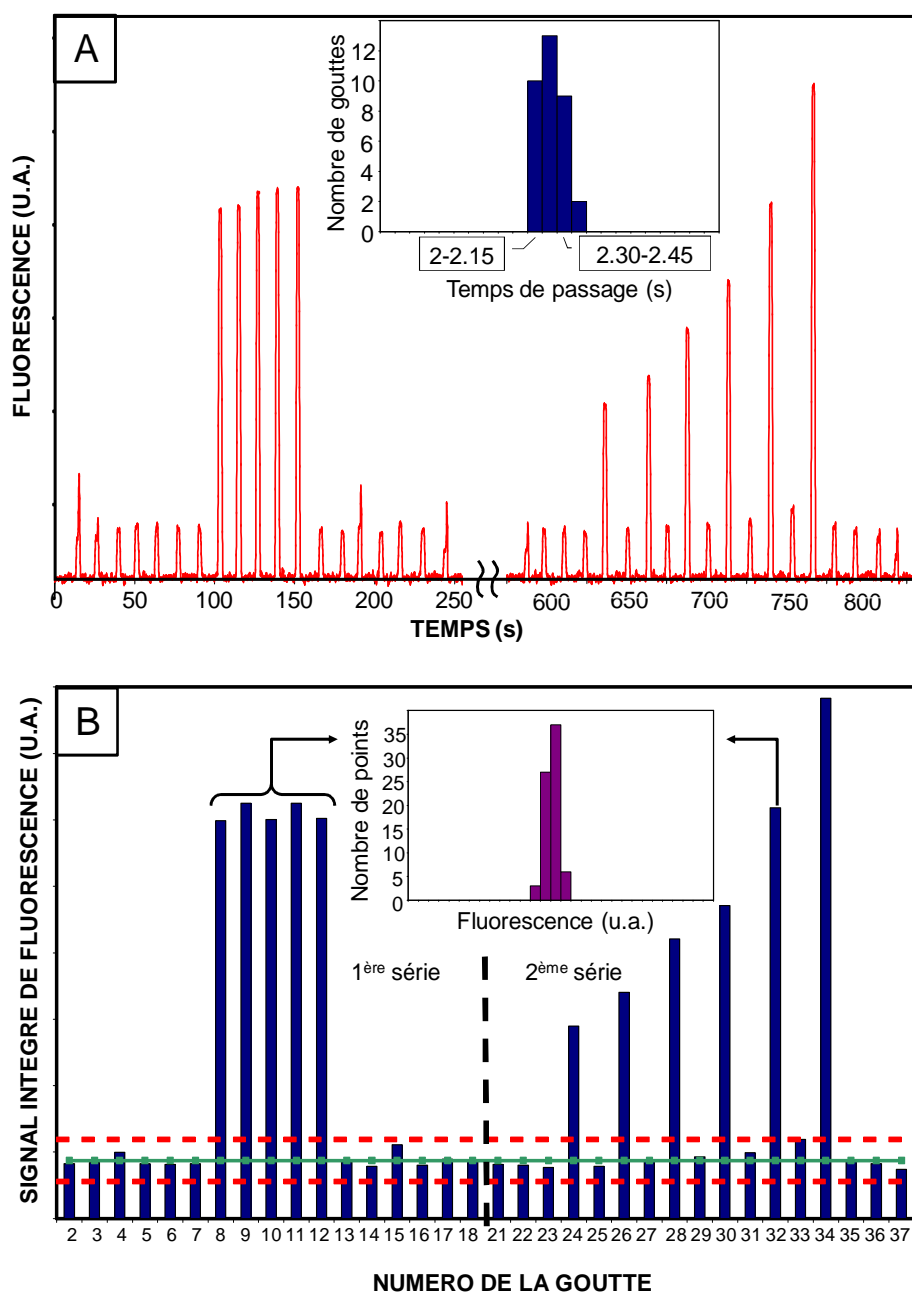 A
FLUORESCENCE (U.A.)
Nombre de gouttes
12
10
8
6
4
2
0
2-2.15
2.30-2.45
Temps de passage (s)
0 50 100 150 200 250 600 650 700 750 800
TEMPS (s)
B
SIGNAL INTEGRE DE FLUORESCENCE (U.A.)
Nombre de points
35
30
25
20
15
10
5
0
Fluorescence (u.a.)
1ère série
2ème série
2 3 4 5 6 7 8 9 10 11 12 13 14 15 16 17 18 21 22 23 24 25 26 27 28 29 30 31 32 33 34 35 36 37
NUMERO DE LA GOUTTE